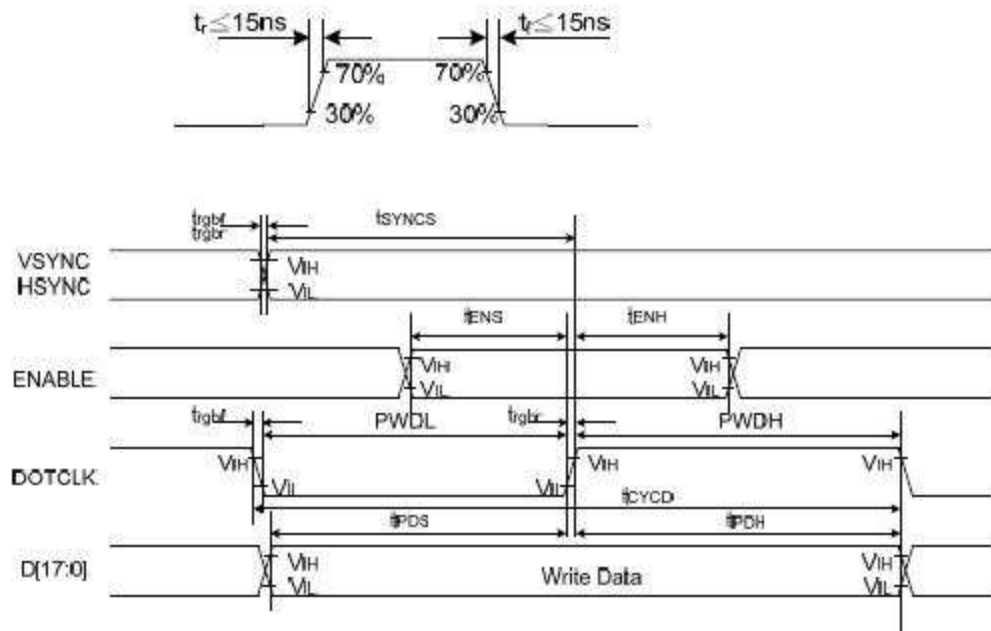 tr≤15ns tf≤15ns
70% 70%
30% 30%
trgbf
trgbr
tSYNCS
VSYNC
HSYNC
VIH
VIL
tENS tENH
ENABLE
VIH VIH
VIL VIL
trgbf PWDL trgbr PWDH
DOTCLK
VIH VIH VIH
VIL VIL
tCYCD
tPDS tPDH
D[17:0]
VIH VIH
Write Data
VIL VIL